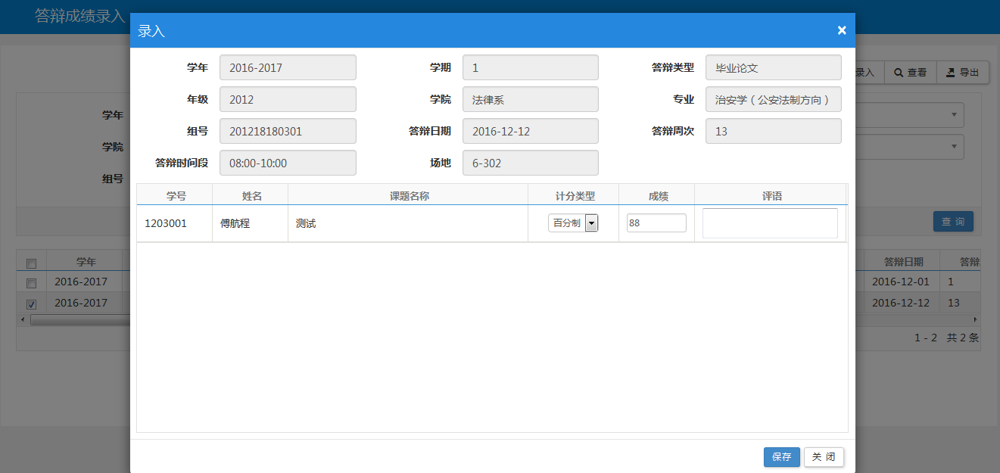 答辩成绩录入
录入 ×
录入 查看 导出
学年 2016-2017 学期 1 答辩类型 毕业论文
年级 2012 学院 法律系 专业 治安学（公安法制方向）
组号 201218180301 答辩日期 2016-12-12 答辩周次 13
答辩时间段 08:00-10:00 场地 6-302
学年
学院
组号
学号 姓名 课题名称 计分类型 成绩 评语
1203001 傅航程 测试 百分制 88
查 询
学年 答辩日期 答辩
2016-2017 2016-12-01 1
2016-2017 2016-12-12 13
1 - 2 共 2 条
保存 关 闭